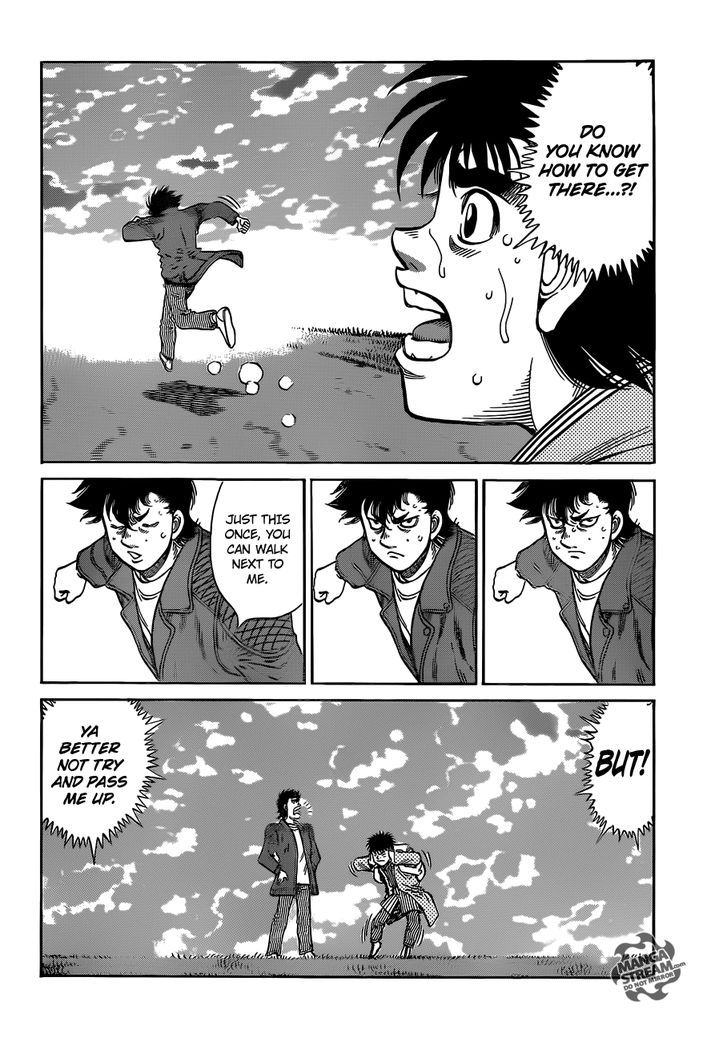 DO
YOU KNOW
HOW TO GET
THERE...?!
JUST THIS
ONCE, YOU
CAN WALK
NEXT TO
ME.
BUT!
YA
BETTER
NOT TRY
AND PASS
ME UP.
MANGA
STREAM.com
DO NOT MIRROR